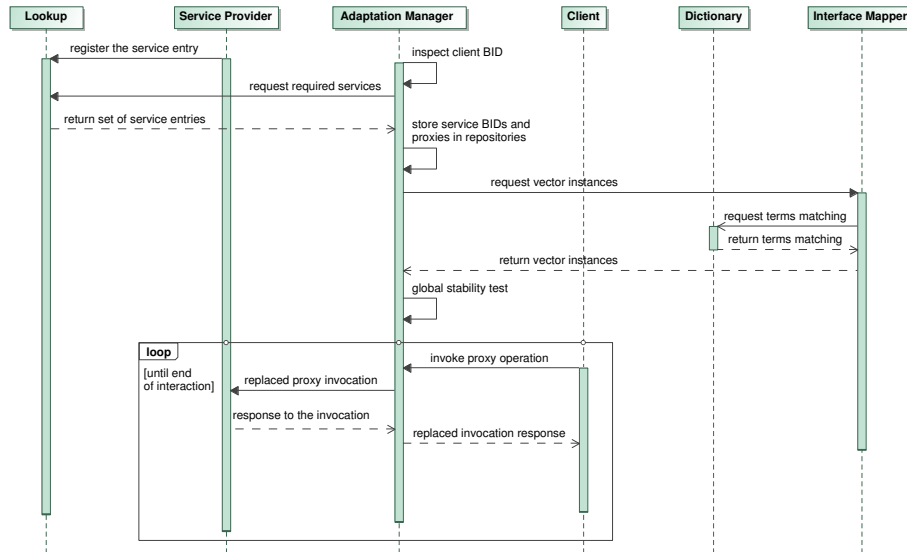 Lookup
Service Provider
Adaptation Manager
Client
Dictionary
Interface Mapper
register the service entry
inspect client BID
request required services
return set of service entries
store service BIDs and
proxies in repositories
request vector instances
request terms matching
return terms matching
return vector instances
global stability test
loop
[until end
of interaction]
invoke proxy operation
replaced proxy invocation
response to the invocation
replaced invocation response